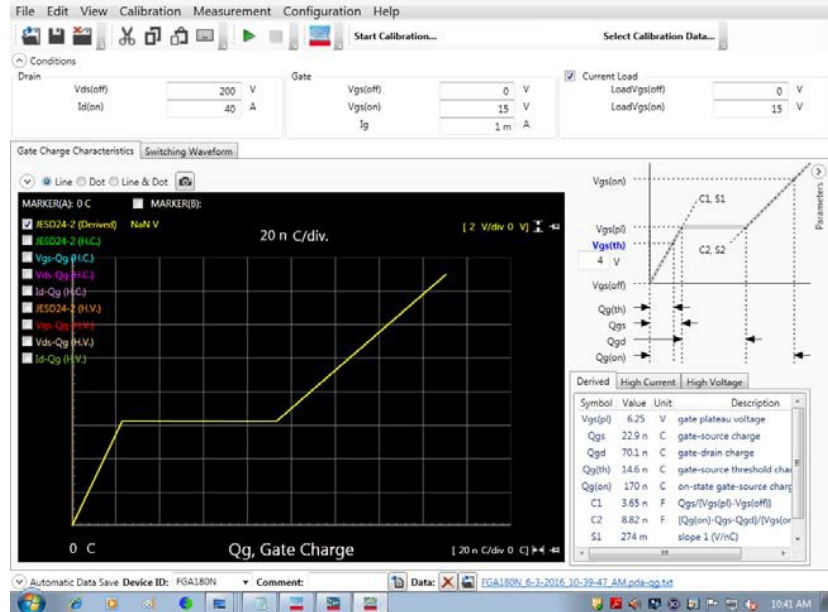 File Edit View Calibration Measurement Configuration Help
Start Calibration... Select Calibration Data...
Conditions
Drain
Vds(off) 200 V
Id(on) 40 A
Gate
Vgs(off) 0 V
Vgs(on) 15 V
Ig 1 m A
Current Load
LoadVgs(off) 0 V
LoadVgs(on) 15 V
Gate Charge Characteristics Switching Waveform
Line Dot Line & Dot
MARKER(A): 0 C MARKER(B):
JESD24-2 (Derived) NaN V
JESD24-2 (H.C.)
Vgs-Qg (H.C.)
Vds-Qg (H.C.)
Id-Qg (H.C.)
JESD24-2 (H.V.)
Vgs-Qg (H.V.)
Vds-Qg (H.V.)
Id-Qg (H.V.)
20 n C/div.
[ 2 V/div 0 V]
0 C
Qg, Gate Charge
[ 20 n C/div 0 C]
Vgs(on)
C1, S1
Vgs(pl)
Vgs(th)
4 V
C2, S2
Vgs(off)
Qg(th)
Qgs
Qgd
Qg(on)
Parameters
Derived High Current High Voltage
Symbol Value Unit Description
Vgs(pl) 6.25 V gate plateau voltage
Qgs 22.9 n C gate-source charge
Qgd 70.1 n C gate-drain charge
Qg(th) 14.6 n C gate-source threshold char
Qg(on) 170 n C on-state gate-source charg
C1 3.65 n F Qgs/(Vgs(pl)-Vgs(off))
C2 8.82 n F (Qg(on)-Qgs-Qgd)/(Vgs(or
S1 274 m slope 1 (V/nC)
Automatic Data Save Device ID: FGA180N Comment: Data: FGA180N_6-3-2016_10-39-47_AM.pda-qg.txt
10:41 AM